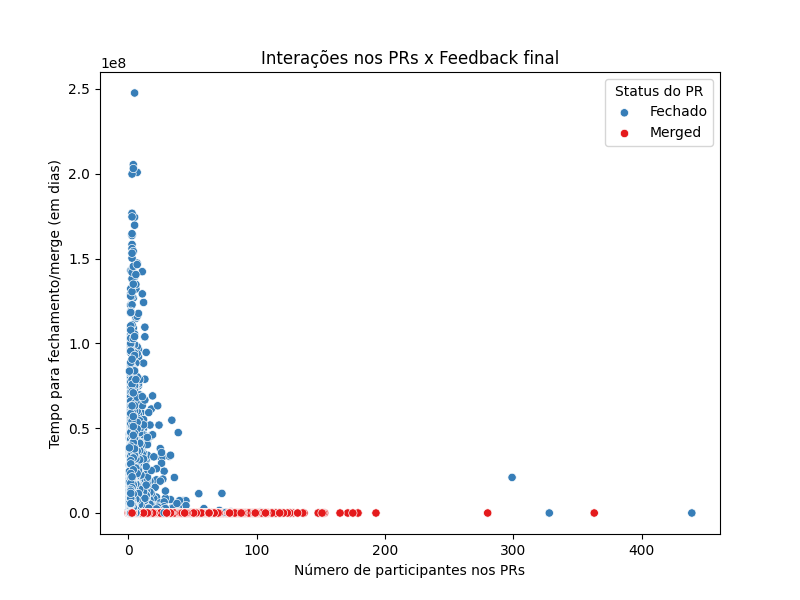 Interações nos PRs x Feedback final
1e8
2.5
2.0
1.5
1.0
0.5
0.0
Tempo para fechamento/merge (em dias)
Status do PR
Fechado
Merged
0 100 200 300 400
Número de participantes nos PRs